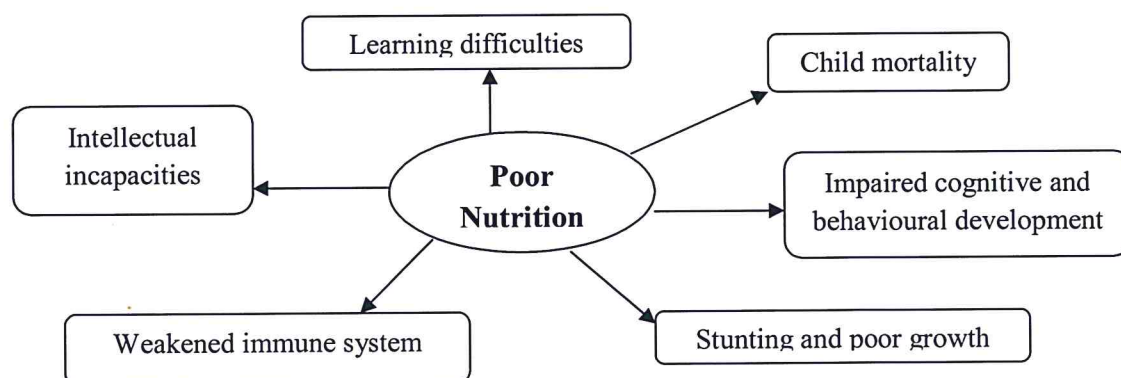 Learning difficulties
Child mortality
Intellectual
incapacities
Poor
Nutrition
Impaired cognitive and
behavioural development
Weakened immune system
Stunting and poor growth